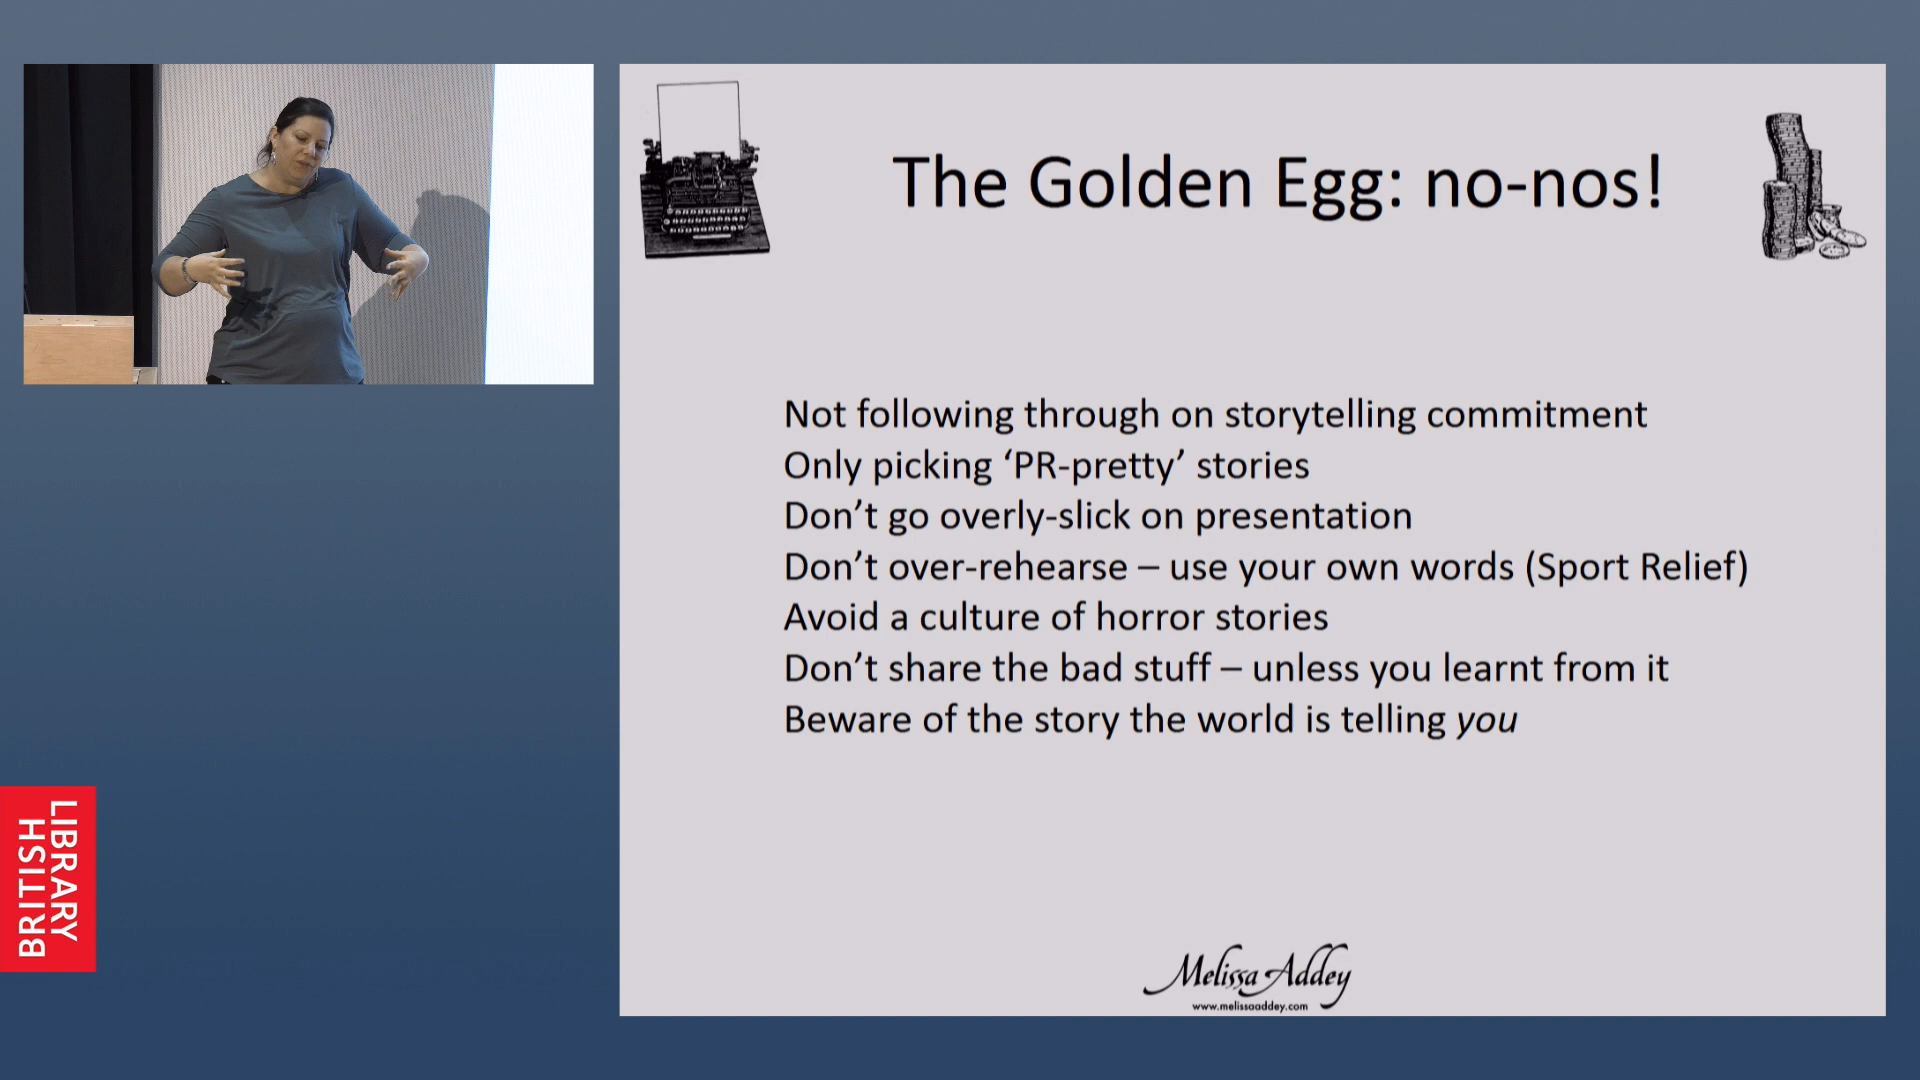 The Golden Egg: no-nos!
Not following through on storytelling commitment
Only picking ‘PR-pretty’ stories
Don’t go overly-slick on presentation
Don’t over-rehearse – use your own words (Sport Relief)
Avoid a culture of horror stories
Don’t share the bad stuff – unless you learnt from it
Beware of the story the world is telling you
Melissa Addey
www.melissaaddey.com
BRITISH
LIBRARY